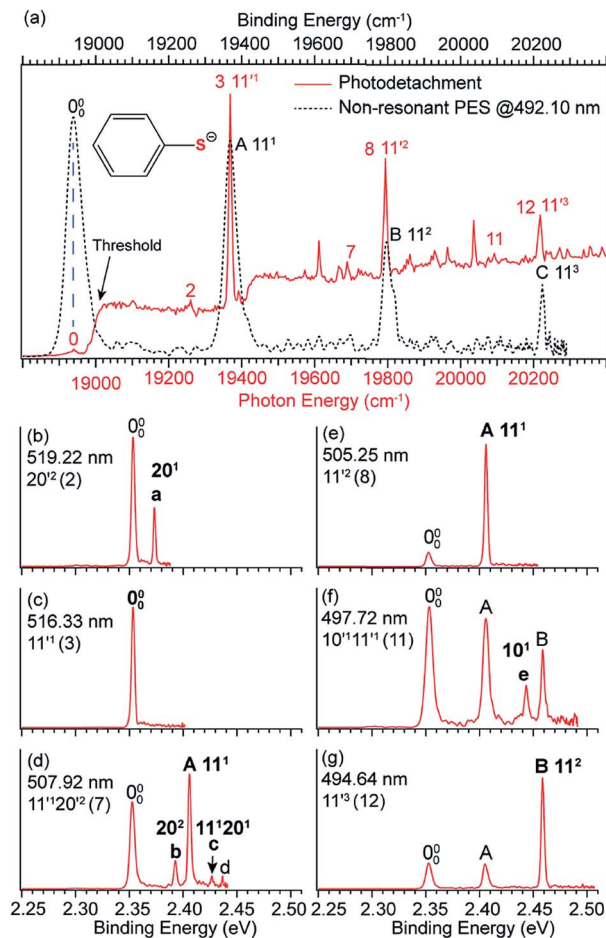 (a)
Binding Energy (cm⁻¹)
19000 19200 19400 19600 19800 20000 20200
3 11'¹
Photodetachment
Non-resonant PES @492.10 nm
0⁰₀
S⊖
A 11¹
8 11'²
12 11'³
Threshold
7
11
B 11²
2
C 11³
0
19000 19200 19400 19600 19800 20000 20200
Photon Energy (cm⁻¹)
(b)
519.22 nm
20'² (2)
0⁰₀
20¹
a
(e)
505.25 nm
11'² (8)
0⁰₀
A 11¹
(c)
516.33 nm
11'¹ (3)
0⁰₀
(f)
497.72 nm
10'¹11'¹ (11)
0⁰₀
A
10¹
e
B
(d)
507.92 nm
11'¹20'² (7)
0⁰₀
20²
b
A 11¹
11¹20¹
c
d
(g)
494.64 nm
11'³ (12)
0⁰₀
A
B 11²
2.25 2.30 2.35 2.40 2.45 2.50
Binding Energy (eV)
2.25 2.30 2.35 2.40 2.45 2.50
Binding Energy (eV)